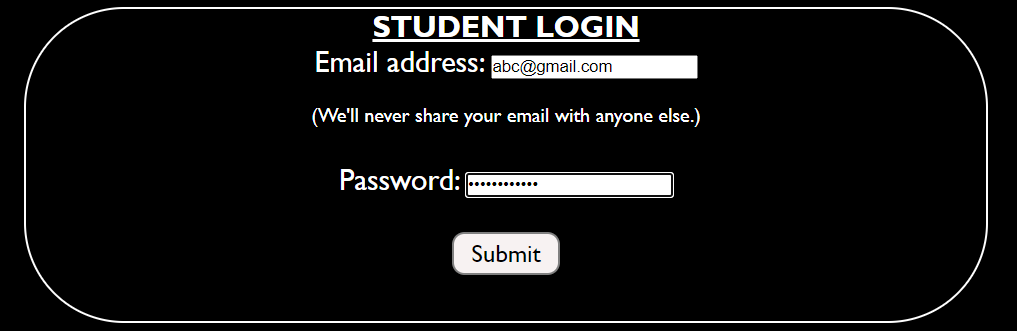 STUDENT LOGIN
Email address: abc@gmail.com
(We'll never share your email with anyone else.)
Password: ••••••••••••
Submit